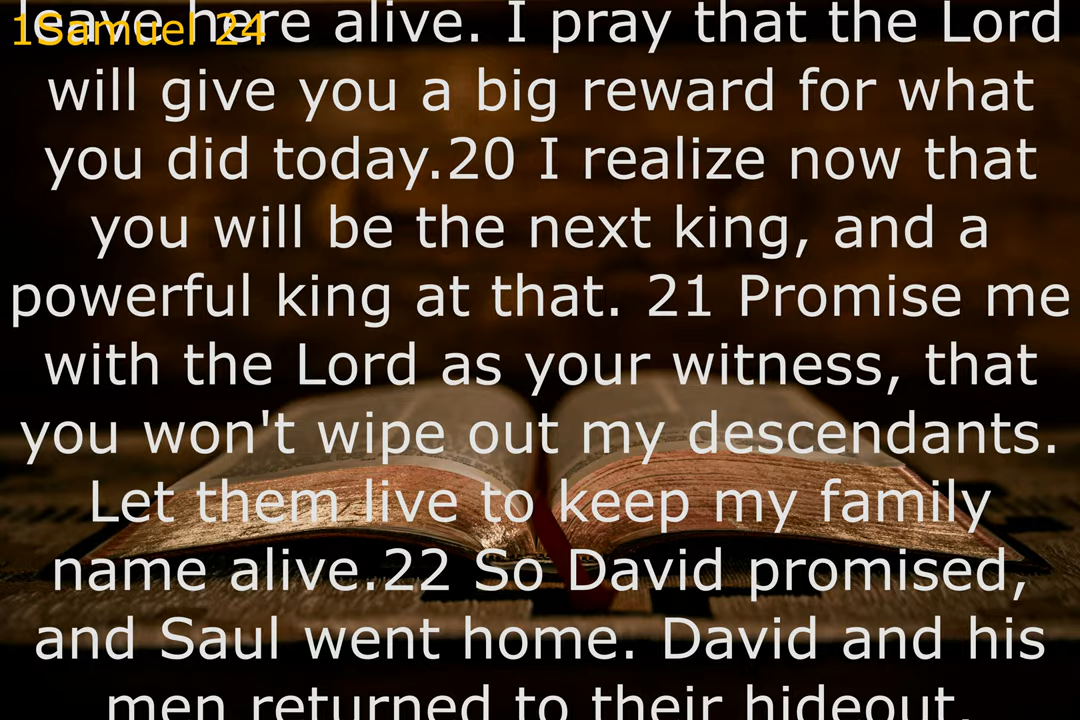 1Samuel 24
leave here alive. I pray that the Lord
will give you a big reward for what
you did today.20 I realize now that
you will be the next king, and a
powerful king at that. 21 Promise me
with the Lord as your witness, that
you won't wipe out my descendants.
Let them live to keep my family
name alive.22 So David promised,
and Saul went home. David and his
men returned to their hideout.